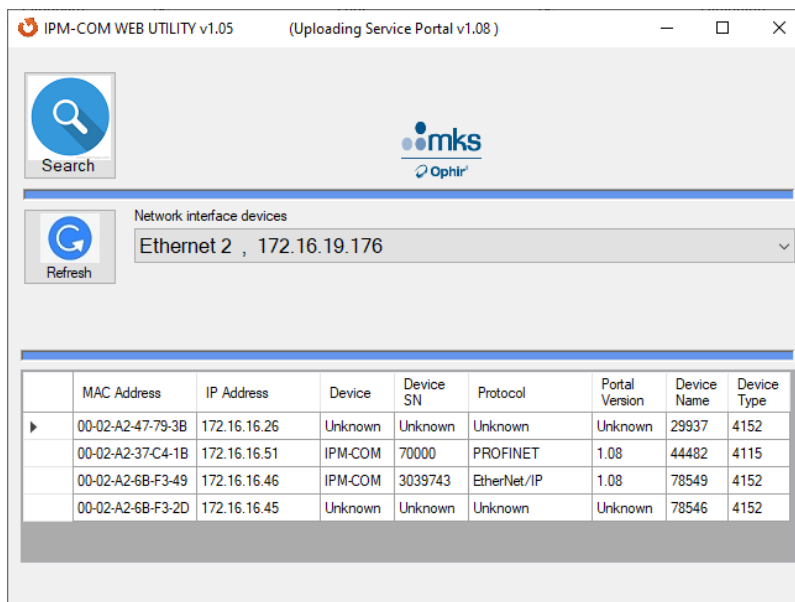 IPM-COM WEB UTILITY v1.05 (Uploading Service Portal v1.08 )
Search
mks
Ophir
Network interface devices
Ethernet 2 , 172.16.19.176
Refresh
MAC Address IP Address Device Device SN Protocol Portal Version Device Name Device Type
00-02-A2-47-79-3B 172.16.16.26 Unknown Unknown Unknown Unknown 29937 4152
00-02-A2-37-C4-1B 172.16.16.51 IPM-COM 70000 PROFINET 1.08 44482 4115
00-02-A2-6B-F3-49 172.16.16.46 IPM-COM 3039743 EtherNet/IP 1.08 78549 4152
00-02-A2-6B-F3-2D 172.16.16.45 Unknown Unknown Unknown Unknown 78546 4152